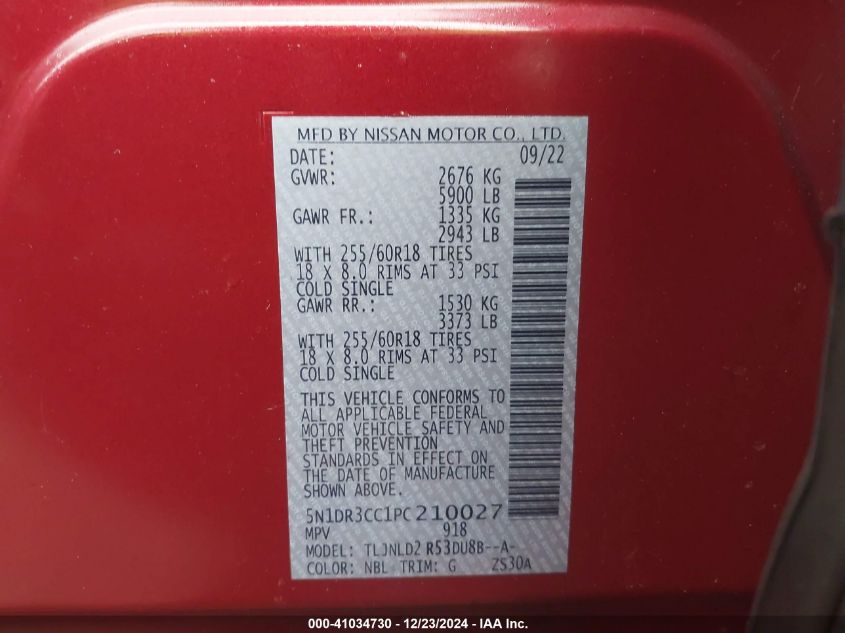 MFD BY NISSAN MOTOR CO., LTD.
DATE: 09/22
GVWR: 2676 KG
5900 LB
GAWR FR.: 1335 KG
2943 LB
WITH 255/60R18 TIRES
18 X 8.0 RIMS AT 33 PSI
COLD SINGLE
GAWR RR.: 1530 KG
3373 LB
WITH 255/60R18 TIRES
18 X 8.0 RIMS AT 33 PSI
COLD SINGLE
THIS VEHICLE CONFORMS TO
ALL APPLICABLE FEDERAL
MOTOR VEHICLE SAFETY AND
THEFT PREVENTION
STANDARDS IN EFFECT ON
THE DATE OF MANUFACTURE
SHOWN ABOVE.
5N1DR3CC1PC210027
MPV 918
MODEL: TLJNLD2 R53DU8B--A-
COLOR: NBL TRIM: G ZS30A
000-41034730 - 12/23/2024 - IAA Inc.